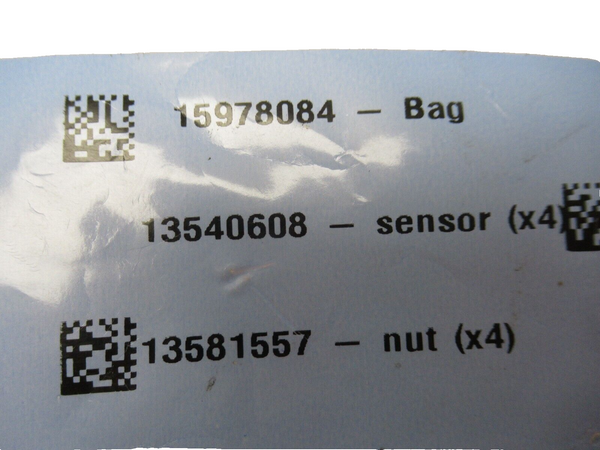 15978084 – Bag
13540608 – sensor (x4)
13581557 – nut (x4)